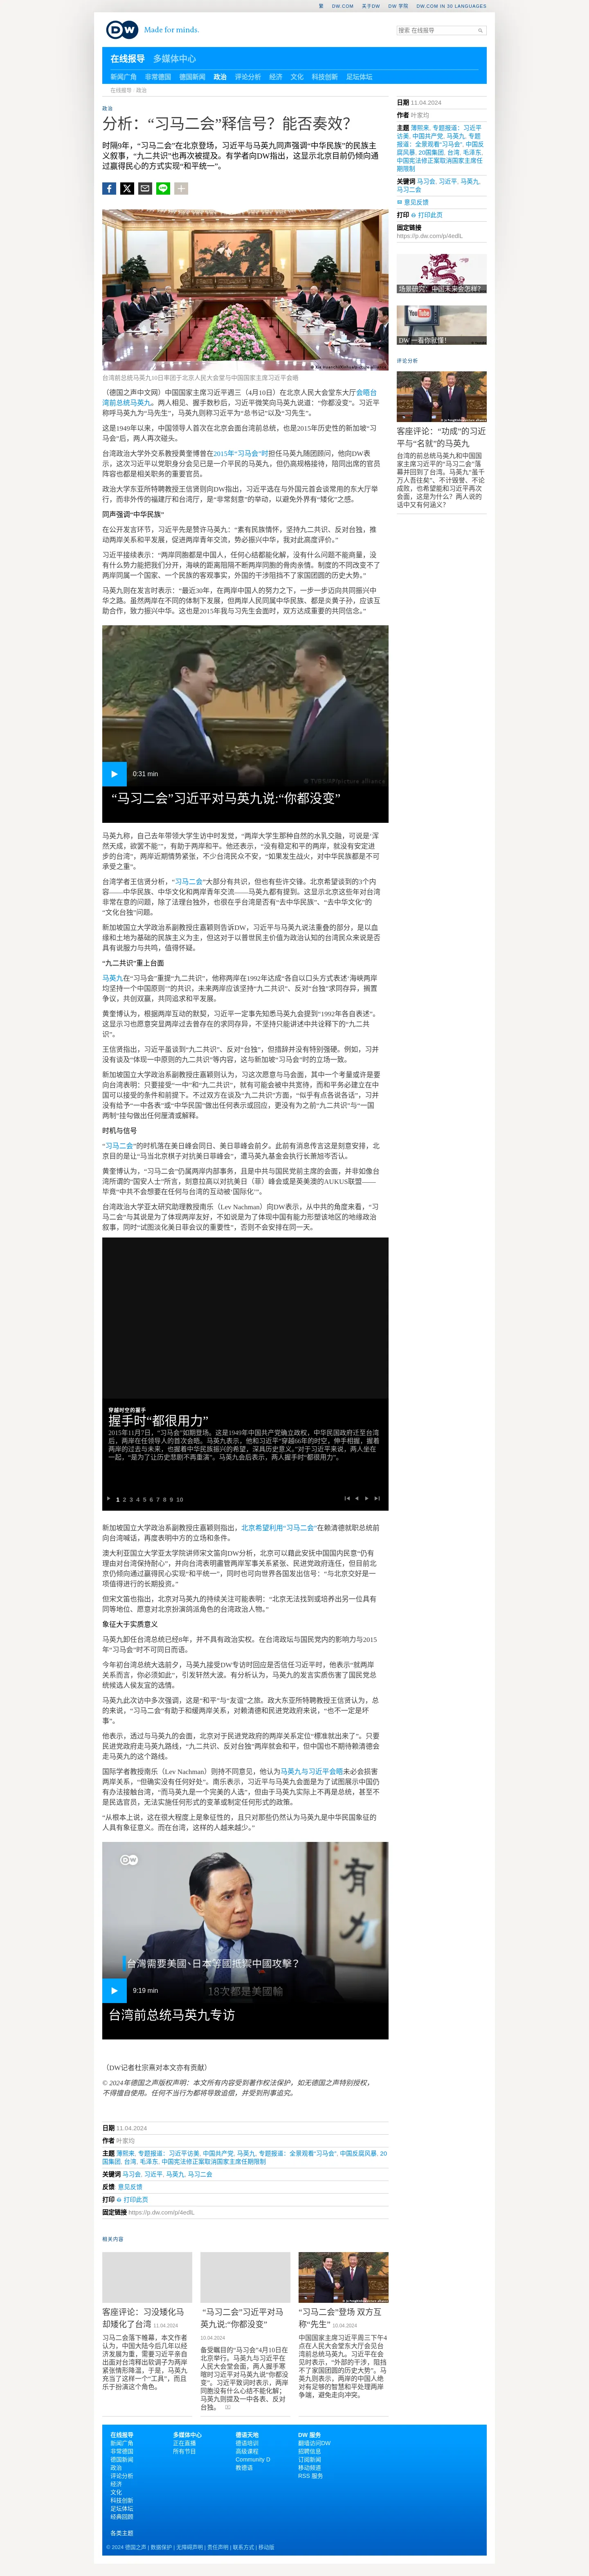 繁 DW.COM 关于DW DW 学院 DW.COM IN 30 LANGUAGES
DW Made for minds.
搜索 在线报导
在线报导 多媒体中心
新闻广角 非常德国 德国新闻 政治 评论分析 经济 文化 科技创新 足坛体坛
在线报导 / 政治
政治
分析：“习马二会”释信号？能否奏效？
时隔9年，“习马二会”在北京登场，习近平与马英九同声强调“中华民族”的民族主
义叙事，“九二共识”也再次被提及。有学者向DW指出，这显示北京目前仍倾向通
过赢得民心的方式实现“和平统一”。
台湾前总统马英九10日率团于北京人民大会堂与中国国家主席习近平会晤
（德国之声中文网）中国国家主席习近平週三（4月10日）在北京人民大会堂东大厅会晤台
湾前总统马英九。两人相见、握手致秒后，习近平微笑向马英九说道：“你都没变”。习近平
称呼马英九为“马先生”，马英九则称习近平为“总书记”以及“习先生”。
这是1949年以来，中国领导人首次在北京会面台湾前总统，也是2015年历史性的新加坡“习
马会”后，两人再次碰头。
台湾政治大学外交系教授黄奎博曾在2015年“习马会”时担任马英九随团顾问，他向DW表
示，这次习近平以党职身分会见已是一介平民的马英九，但仍高规格接待，陪同出席的官员
阵容也都是相关职务的重要官员。
政治大学东亚所特聘教授王信贤则向DW指出，习近平选在与外国元首会谈常用的东大厅举
行，而非外传的福建厅和台湾厅，是“非常刻意”的举动，以避免外界有“矮化”之感。
同声强调“中华民族”
在公开发言环节，习近平先是赞许马英九：“素有民族情怀，坚持九二共识、反对台独，推
动两岸关系和平发展，促进两岸青年交流，势必振兴中华，我对此高度评价。”
习近平接续表示：“两岸同胞都是中国人，任何心结都能化解，没有什么问题不能商量，没
有什么势力能把我们分开，海峡的距离阻隔不断两岸同胞的骨肉亲情。制度的不同改变不了
两岸同属一个国家、一个民族的客观事实，外国的干涉阻挡不了家国团圆的历史大势。”
马英九则在发言时表示：“最近30年，在两岸中国人的努力之下，一步一步迈向共同振兴中
华之路。虽然两岸在不同的体制下发展，但两岸人民同属中华民族、都是炎黄子孙，应该互
助合作，致力振兴中华。这也是2015年我与习先生会面时，双方达成重要的共同信念。”
0:31 min
“马习二会”习近平对马英九说:“你都没变”
马英九称，自己去年带领大学生访中时发觉，“两岸大学生那种自然的水乳交融，可说是‘浑
然天成，欲罢不能’”，有助于两岸和平。他还表示，“没有稳定和平的两岸，就没有安定进
步的台湾”，两岸近期情势紧张，不少台湾民众不安，“如果发生战火，对中华民族都是不可
承受之重”。
台湾学者王信贤分析，“习马二会”大部分有共识，但也有些许交锋。北京希望谈到的3个内
容——中华民族、中华文化和两岸青年交流——马英九都有提到。这显示北京这些年对台湾
非常在意的问题，除了法理台独外，也很在乎台湾是否有“去中华民族”、“去中华文化”的
“文化台独”问题。
新加坡国立大学政治系副教授庄嘉颖则告诉DW，习近平与马英九说法重叠的部分，是以血
缘和土地为基础的民族主义为主，但这对于以普世民主价值为政治认知的台湾民众来说是否
具有说服力与共鸣，值得怀疑。
“九二共识”重上台面
马英九在“习马会”重提“九二共识”，他称两岸在1992年达成“各自以口头方式表述‘海峡两岸
均坚持一个中国原则’”的共识，未来两岸应该坚持“九二共识”、反对“台独”求同存异，搁置
争议，共创双赢，共同追求和平发展。
黄奎博认为，根据两岸互动的默契，习近平一定事先知悉马英九会提到“1992年各自表述”。
这显示习也愿意突显两岸过去曾存在的求同存异，不坚持只能讲述中共诠释下的“九二共
识”。
王信贤指出，习近平虽谈到“九二共识”、反对“台独”，但措辞并没有特别强硬。例如，习并
没有谈及“体现一中原则的九二共识”等内容，这与新加坡“习马会”时的立场一致。
新加坡国立大学政治系副教授庄嘉颖则认为，习这次愿意与马会面，其中一个考量或许是要
向台湾表明：只要接受“一中”和“九二共识”，就有可能会被中共宽待，而和平务必建立在中
国可以接受的条件和前提下。不过双方在谈及“九二共识”方面，“似乎有点各说各话”，习并
没有给予“一中各表”或“中华民国”做出任何表示或回应，更没有为之前“九二共识”与“一国
两制”挂勾做出任何厘清或解释。
时机与信号
“习马二会”的时机落在美日峰会同日、美日菲峰会前夕。此前有消息传言这是刻意安排，北
京目的是让“马当北京棋子对抗美日菲峰会”，遭马英九基金会执行长萧旭岑否认。
黄奎博认为，“习马二会”仍属两岸内部事务，且是中共与国民党前主席的会面，并非如像台
湾所谓的“国安人士”所言，刻意拉高以对抗美日（菲）峰会或是英美澳的AUKUS联盟——
毕竟“中共不会想要在任何与台湾的互动被‘国际化’”。
台湾政治大学亚太研究助理教授南乐（Lev Nachman）向DW表示，从中共的角度来看，“习
马二会”与其说是为了体现两岸友好，不如说是为了体现中国有能力形塑该地区的地缘政治
叙事，同时“试图淡化美日菲会议的重要性”，否则不会安排在同一天。
穿越时空的握手
握手时“都很用力”
2015年11月7日，“习马会”如期登场。这是1949年中国共产党确立政权，中华民国政府迁至台湾
后，两岸在任领导人的首次会晤。马英九表示，他和习近平“穿越66年的时空，伸手相握，握着
两岸的过去与未来，也握着中华民族振兴的希望，深具历史意义。”对于习近平来说，两人坐在
一起，“是为了让历史悲剧不再重演”。马英九会后表示，两人握手时“都很用力”。
1 2 3 4 5 6 7 8 9 10
新加坡国立大学政治系副教授庄嘉颖则指出，北京希望利用“习马二会”在赖清德就职总统前
向台湾喊话，再度表明中方的立场和条件。
澳大利亚国立大学亚太学院讲师宋文笛向DW分析，北京可以藉此安抚中国国内民意“仍有
理由对台湾保持耐心”，并向台湾表明盡管两岸军事关系紧张、民进党政府连任，但目前北
京仍倾向通过赢得民心实现“和平统一”，同时也可向世界各国发出信号：“与北京交好是一
项值得进行的长期投资。”
但宋文笛也指出，北京对马英九的持续关注可能表明：“北京无法找到或培养出另一位具有
同等地位、愿意对北京扮演鸽派角色的台湾政治人物。”
象征大于实质意义
马英九卸任台湾总统已经8年，并不具有政治实权。在台湾政坛与国民党内的影响力与2015
年“习马会”时不可同日而语。
今年初台湾总统大选前夕，马英九接受DW专访时回应是否信任习近平时，他表示“就两岸
关系而言，你必须如此”，引发轩然大波。有分析认为，马英九的发言实质伤害了国民党总
统候选人侯友宜的选情。
马英九此次访中多次强调，这是“和平”与“友谊”之旅。政大东亚所特聘教授王信贤认为，总
的来说，“习马二会”有助于和缓两岸关系，对赖清德和民进党政府来说，“也不一定是坏
事”。
他表示，透过与马英九的会面，北京对于民进党政府的两岸关系定位“標准就出来了”。只要
民进党政府走马英九路线，“九二共识、反对台独”两岸就会和平，但中国也不期待赖清德会
走马英九的这个路线。
国际学者教授南乐（Lev Nachman）则持不同意见，他认为马英九与习近平会晤未必会损害
两岸关系，“但确实没有任何好处”。南乐表示，习近平与马英九会面是为了试图展示中国仍
有办法接触台湾，“而马英九是一个完美的人选”，但由于马英九实际上不再是总统，甚至不
是民选官员，无法实施任何形式的变革或制定任何形式的政策。
“从根本上说，这在很大程度上是象征性的，且只对那些仍然认为马英九是中华民国象征的
人具有象征意义。而在台湾，这样的人越来越少。”
台灣需要美國、日本等國抵禦中國攻擊？
18次都是美國輸
9:19 min
台湾前总统马英九专访
（DW记者杜宗熹对本文亦有贡献）
© 2024年德国之声版权声明：本文所有内容受到著作权法保护，如无德国之声特别授权，
不得擅自使用。任何不当行为都将导致追偿，并受到刑事追究。
日期 11.04.2024
作者 叶家均
主题 薄熙来, 专题报道：习近平访美, 中国共产党, 马英九, 专题报道：全景观看“习马会”, 中国反腐风暴, 20
国集团, 台湾, 毛泽东, 中国宪法修正案取消国家主席任期限制
关键词 马习会, 习近平, 马英九, 马习二会
反馈 意见反馈
打印 打印此页
固定链接 https://p.dw.com/p/4edlL
相关内容
客座评论：习没矮化马
却矮化了台湾 11.04.2024
习马二会落下帷幕，本文作者
认为，中国大陆今后几年以经
济发展为重，需要习近平亲自
出面对台湾释出软调子为两岸
紧张情形降温，于是，马英九
充当了这样一个“工具”，而且
乐于扮演这个角色。
“马习二会”习近平对马
英九说:“你都没变”
10.04.2024
备受瞩目的“马习会”4月10日在
北京举行。马英九与习近平在
人民大会堂会面，两人握手寒
暄时习近平对马英九说“你都没
变”。习近平致词时表示，两岸
同胞没有什么心结不能化解；
马英九则提及一中各表、反对
台独。
“习马二会”登场 双方互
称“先生” 10.04.2024
中国国家主席习近平周三下午4
点在人民大会堂东大厅会见台
湾前总统马英九。习近平在会
见时表示，“外部的干涉，阻挡
不了家国团圆的历史大势”。马
英九则表示，两岸的中国人绝
对有足够的智慧和平处理两岸
争端，避免走向冲突。
日期 11.04.2024
作者 叶家均
主题 薄熙来, 专题报道：习近平
访美, 中国共产党, 马英九, 专题
报道：全景观看“习马会”, 中国反
腐风暴, 20国集团, 台湾, 毛泽东,
中国宪法修正案取消国家主席任
期限制
关键词 马习会, 习近平, 马英九,
马习二会
意见反馈
打印 打印此页
固定链接
https://p.dw.com/p/4edlL
场景研究：中国未来会怎样？
YouTube
DW 一看你就懂！
评论分析
客座评论：“功成”的习近
平与“名就”的马英九
台湾的前总统马英九和中国国
家主席习近平的“马习二会”落
幕并回到了台湾。马英九“虽千
万人吾往矣”、不计毁誉、不论
成败，也希望能和习近平再次
会面，这是为什么？两人说的
话中又有何涵义？
在线报导
新闻广角
非常德国
德国新闻
政治
评论分析
经济
文化
科技创新
足坛体坛
经典回顾
各类主题
多媒体中心
正在直播
所有节目
德语天地
德语培训
高级课程
Community D
教德语
DW 服务
翻墙访问DW
招聘信息
订阅新闻
移动频道
RSS 服务
© 2024 德国之声 | 数据保护 | 无障碍声明 | 责任声明 | 联系方式 | 移动版